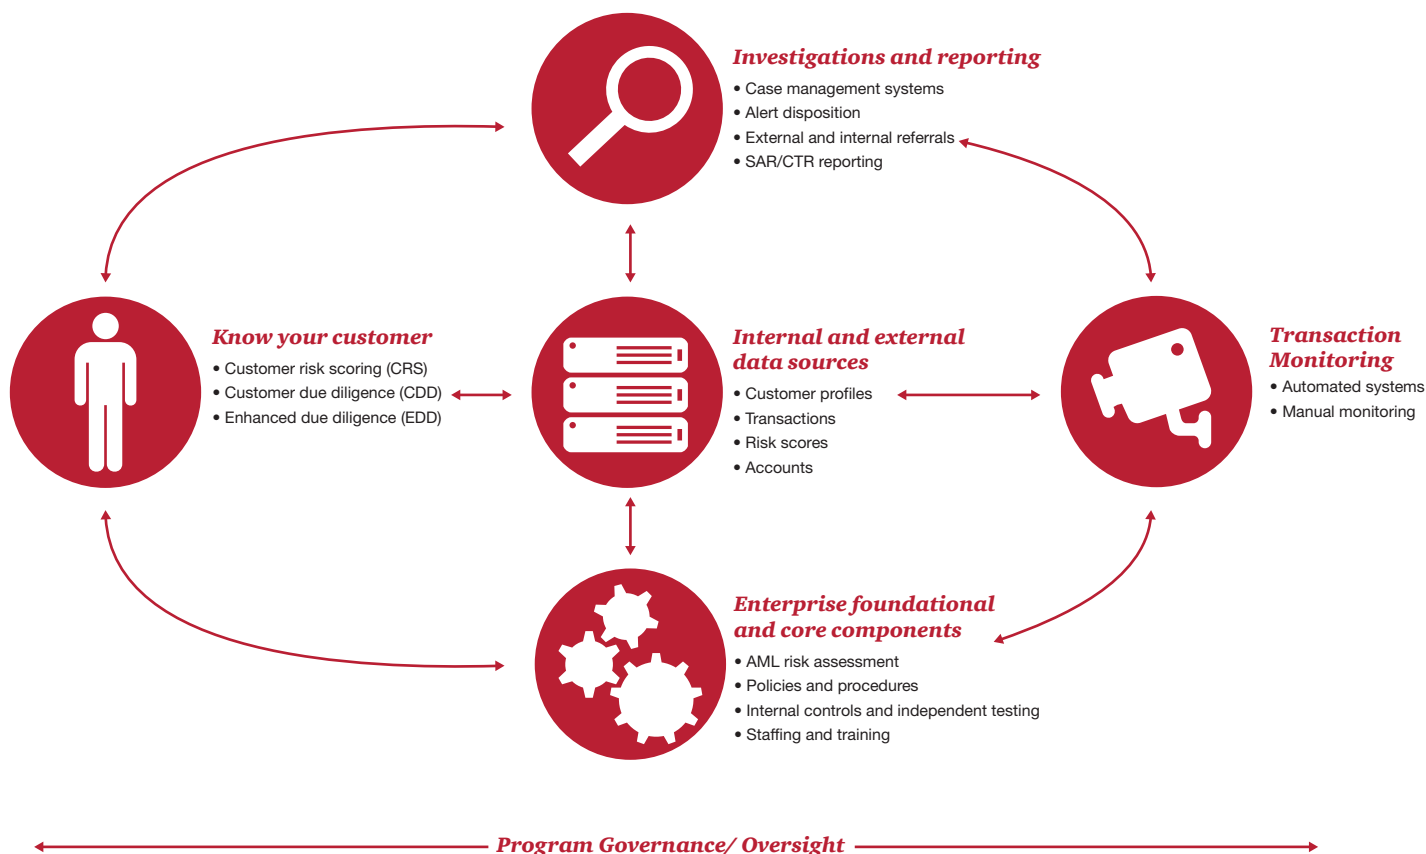 Investigations and reporting
• Case management systems
• Alert disposition
• External and internal referrals
• SAR/CTR reporting
Know your customer
• Customer risk scoring (CRS)
• Customer due diligence (CDD)
• Enhanced due diligence (EDD)
Internal and external
data sources
• Customer profiles
• Transactions
• Risk scores
• Accounts
Transaction
Monitoring
• Automated systems
• Manual monitoring
Enterprise foundational
and core components
• AML risk assessment
• Policies and procedures
• Internal controls and independent testing
• Staffing and training
Program Governance/ Oversight